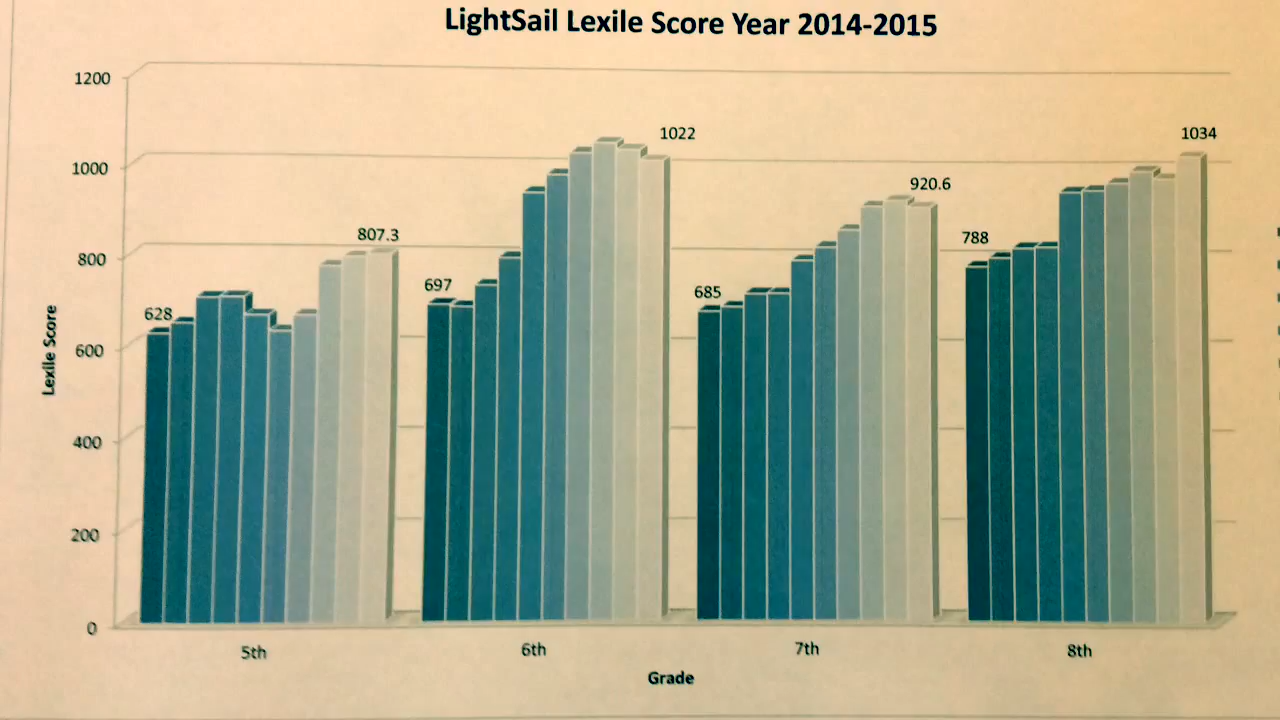 LightSail Lexile Score Year 2014-2015
1200
1000
800
600
400
200
0
Lexile Score
628
807.3
697
1022
685
920.6
788
1034
5th
6th
7th
8th
Grade